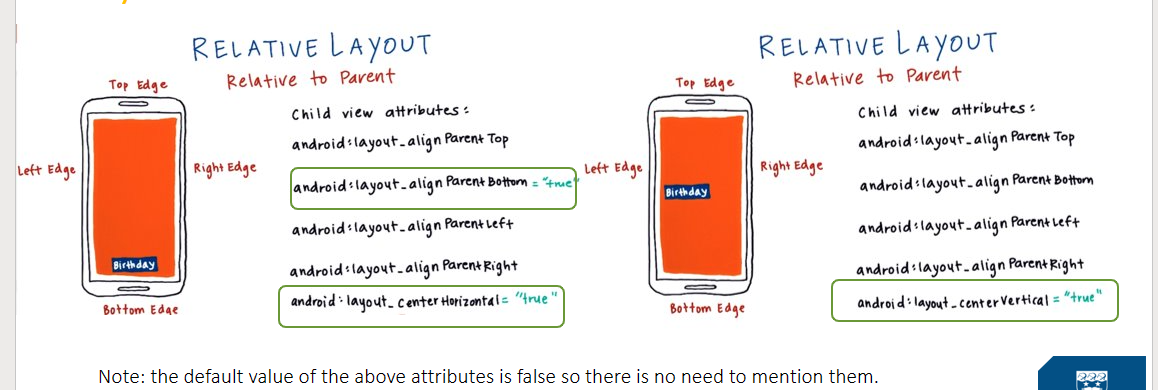 RELATIVE LAYOUT
Relative to Parent
Top Edge
Left Edge
Right Edge
Birthday
Bottom Edge
Child view attributes:
android:layout_align Parent Top
android:layout_align Parent Bottom = "true"
android:layout_align Parent Left
android:layout_align Parent Right
android:layout_centerHorizontal= "true"
RELATIVE LAYOUT
Relative to Parent
Top Edge
Left Edge
Right Edge
Birthday
Bottom Edge
Child view attributes:
android:layout_align Parent Top
android:layout_align Parent Bottom
android:layout_align Parent Left
android:layout_align Parent Right
android:layout_centerVertical = "true"
Note: the default value of the above attributes is false so there is no need to mention them.